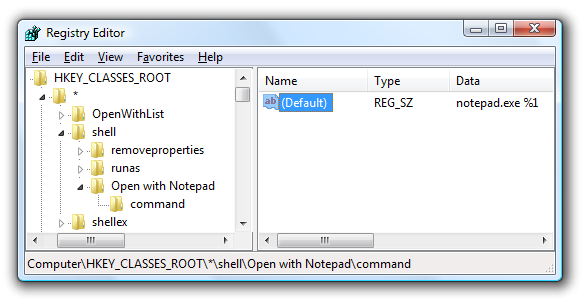 Registry Editor
File Edit View Favorites Help
HKEY_CLASSES_ROOT
*
OpenWithList
shell
removeproperties
runas
Open with Notepad
command
shellex
Name Type Data
ab (Default) REG_SZ notepad.exe %1
Computer\HKEY_CLASSES_ROOT\*\shell\Open with Notepad\command